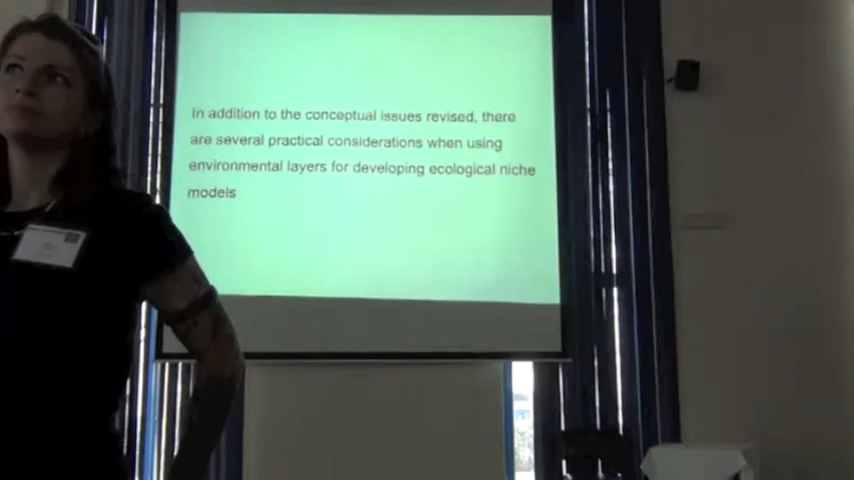 In addition to the conceptual issues revised, there
are several practical considerations when using
environmental layers for developing ecological niche
models